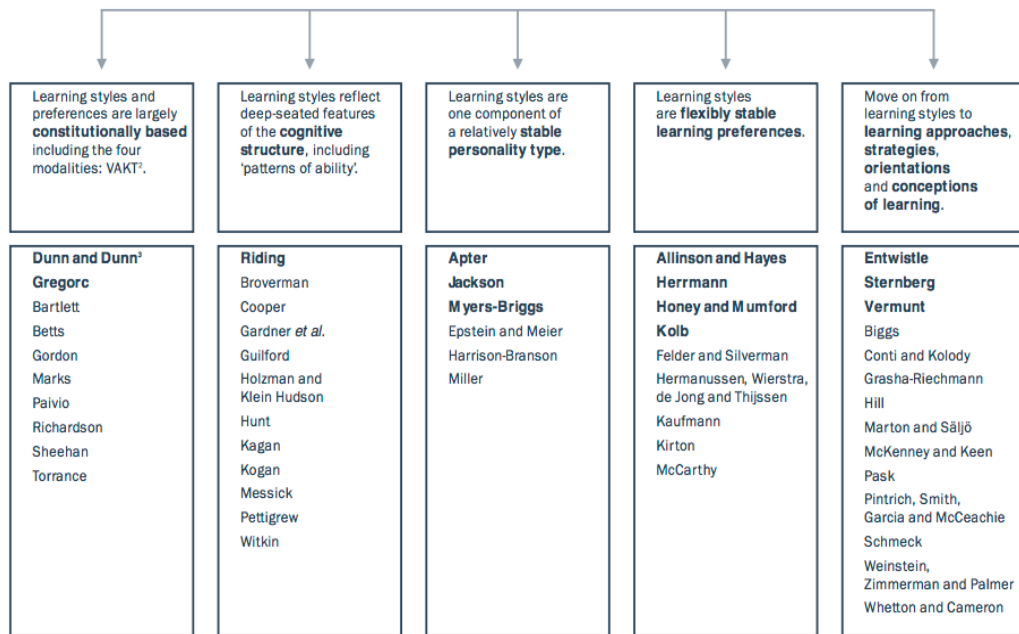 Learning styles and
preferences are largely
constitutionally based
including the four
modalities: VAKT².
Learning styles reflect
deep-seated features
of the cognitive
structure, including
‘patterns of ability’.
Learning styles are
one component of
a relatively stable
personality type.
Learning styles
are flexibly stable
learning preferences.
Move on from
learning styles to
learning approaches,
strategies,
orientations
and conceptions
of learning.
Dunn and Dunn³
Gregorc
Bartlett
Betts
Gordon
Marks
Paivio
Richardson
Sheehan
Torrance
Riding
Broverman
Cooper
Gardner et al.
Guilford
Holzman and
Klein Hudson
Hunt
Kagan
Kogan
Messick
Pettigrew
Witkin
Apter
Jackson
Myers-Briggs
Epstein and Meier
Harrison-Branson
Miller
Allinson and Hayes
Herrmann
Honey and Mumford
Kolb
Felder and Silverman
Hermanussen, Wierstra,
de Jong and Thijssen
Kaufmann
Kirton
McCarthy
Entwistle
Sternberg
Vermunt
Biggs
Conti and Kolody
Grasha-Riechmann
Hill
Marton and Säljö
McKenney and Keen
Pask
Pintrich, Smith,
Garcia and McCeachie
Schmeck
Weinstein,
Zimmerman and Palmer
Whetton and Cameron